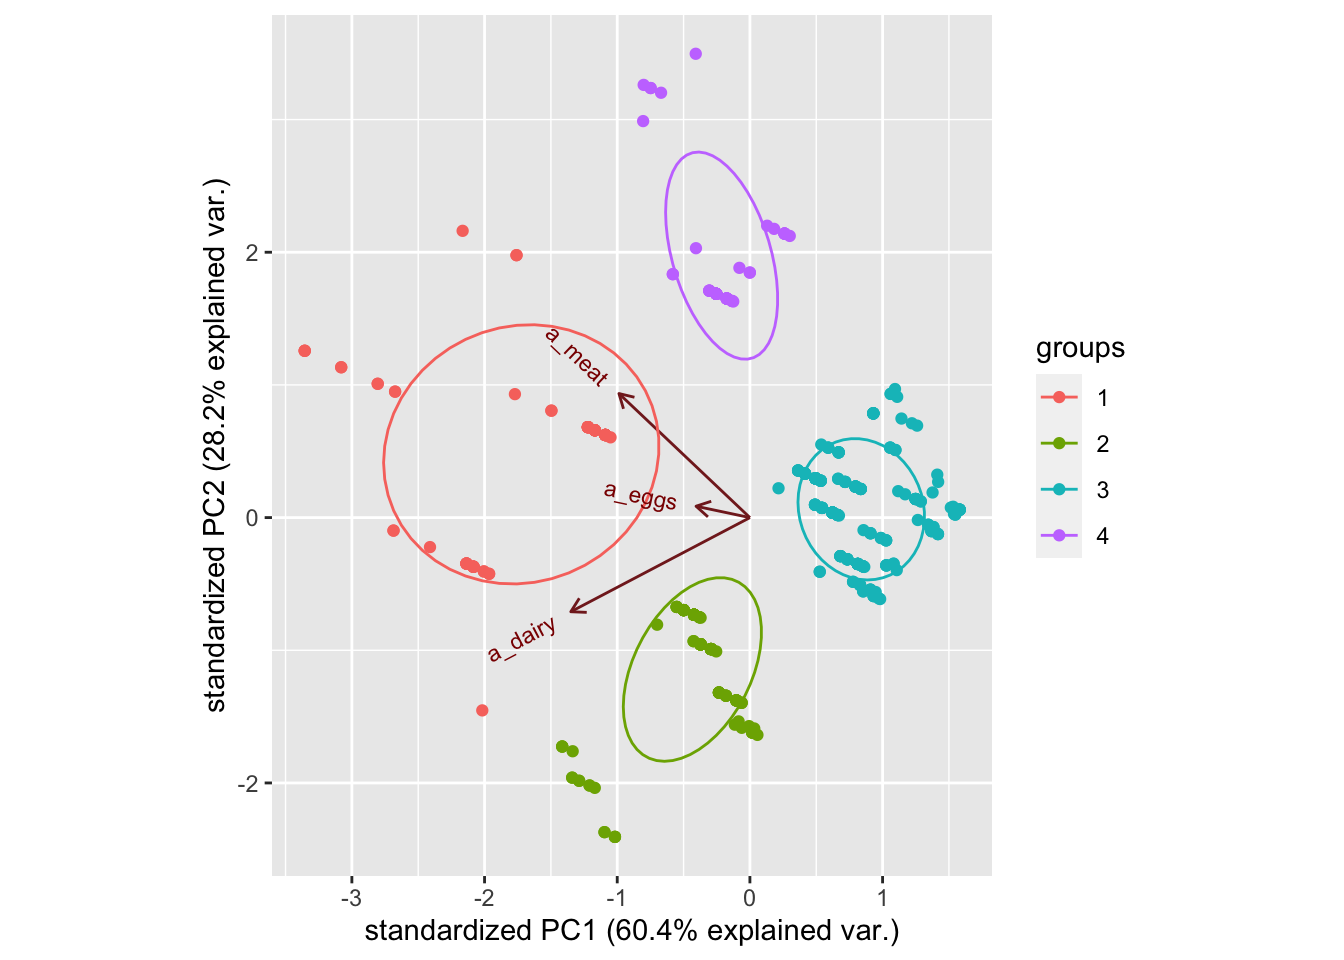 standardized PC2 (28.2% explained var.)
2
0
-2
a_meat
a_eggs
a_dairy
-3
-2
-1
0
1
standardized PC1 (60.4% explained var.)
groups
1
2
3
4